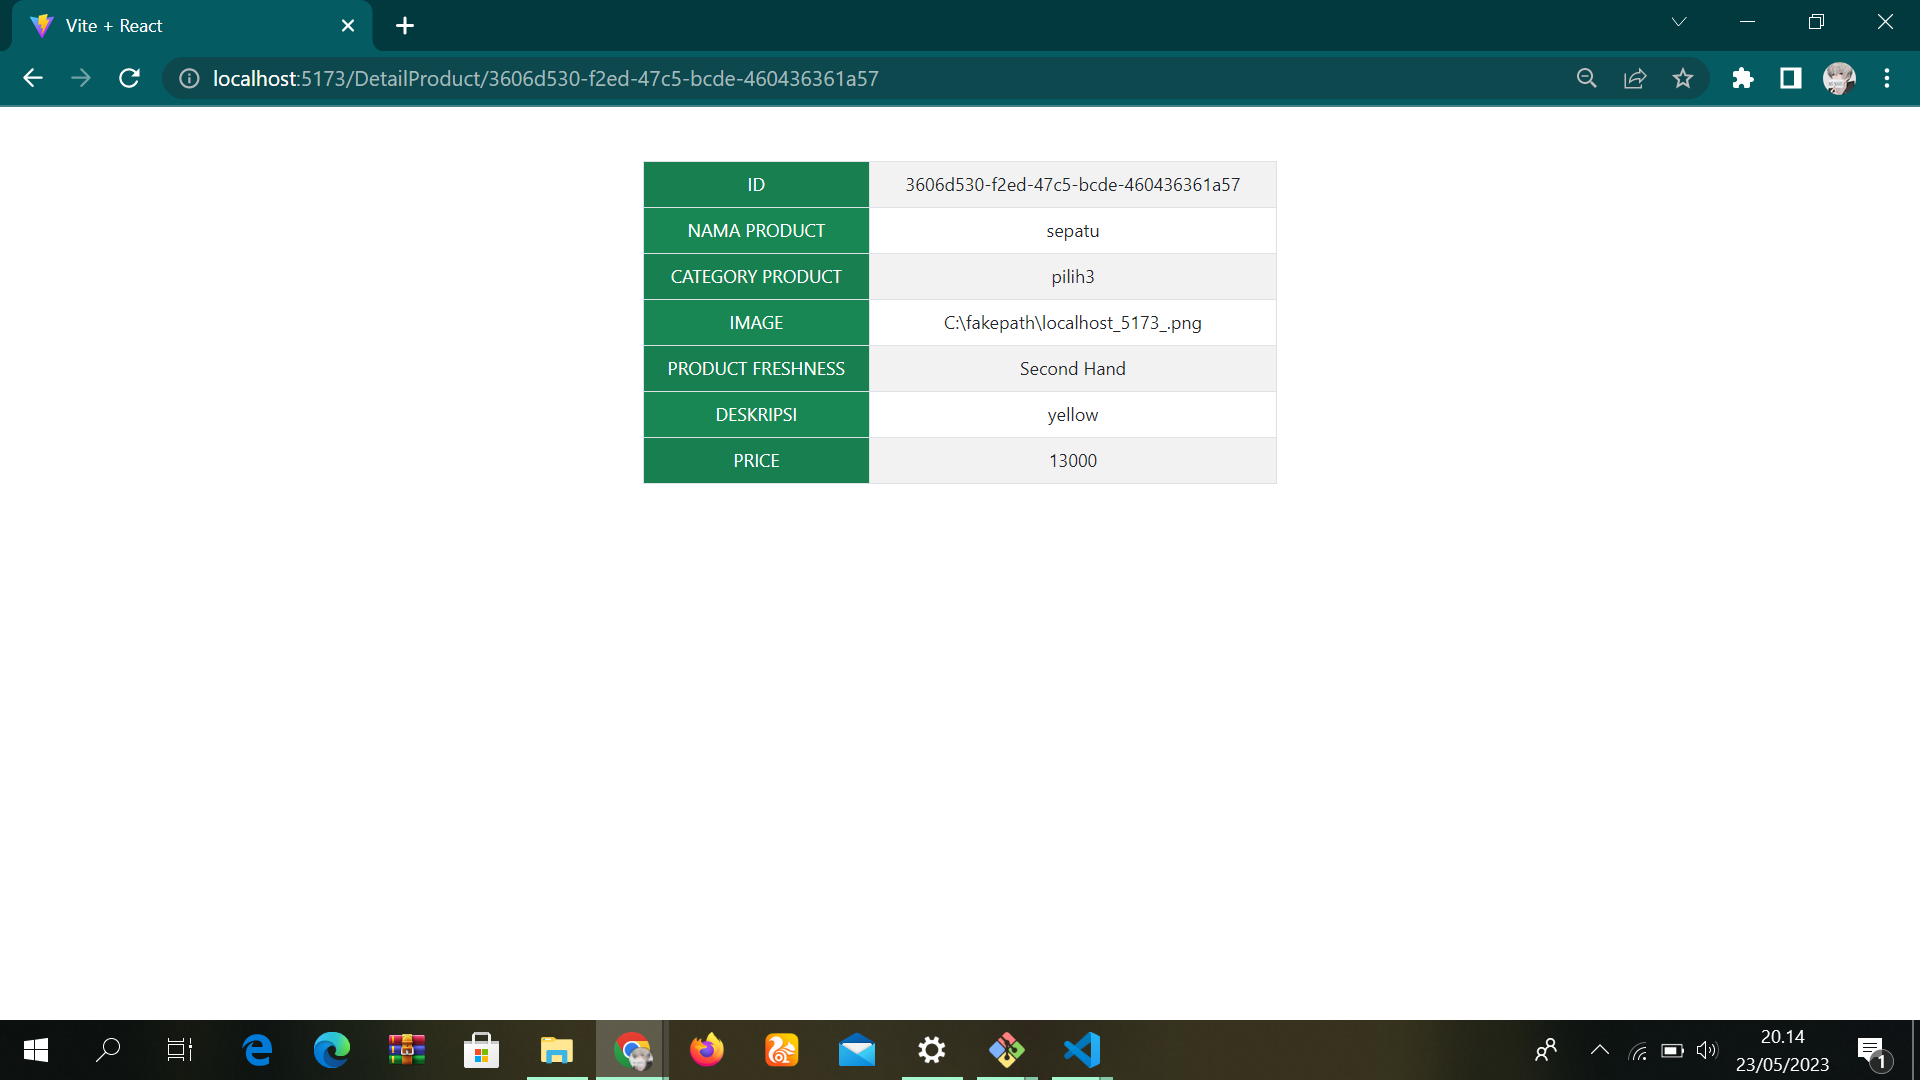 Vite + React
localhost:5173/DetailProduct/3606d530-f2ed-47c5-bcde-460436361a57
ID 3606d530-f2ed-47c5-bcde-460436361a57
NAMA PRODUCT sepatu
CATEGORY PRODUCT pilih3
IMAGE C:\fakepath\localhost_5173_.png
PRODUCT FRESHNESS Second Hand
DESKRIPSI yellow
PRICE 13000
20.14
23/05/2023
1